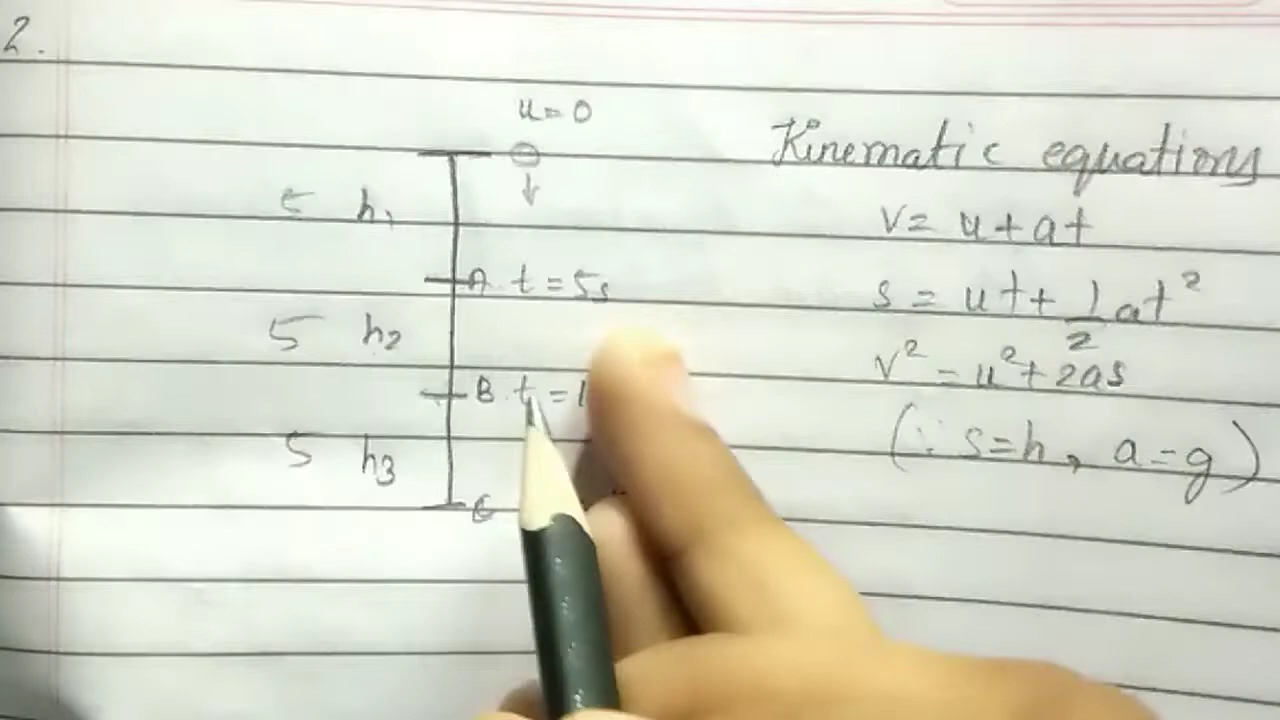 2.
u=0
Kinematic equations
5 h₁
v= u+at
A t = 5s
s = ut+ 1/2 at²
5 h₂
v² = u²+2as
B t = 1
5 h₃
(∵ s=h, a=g)
C